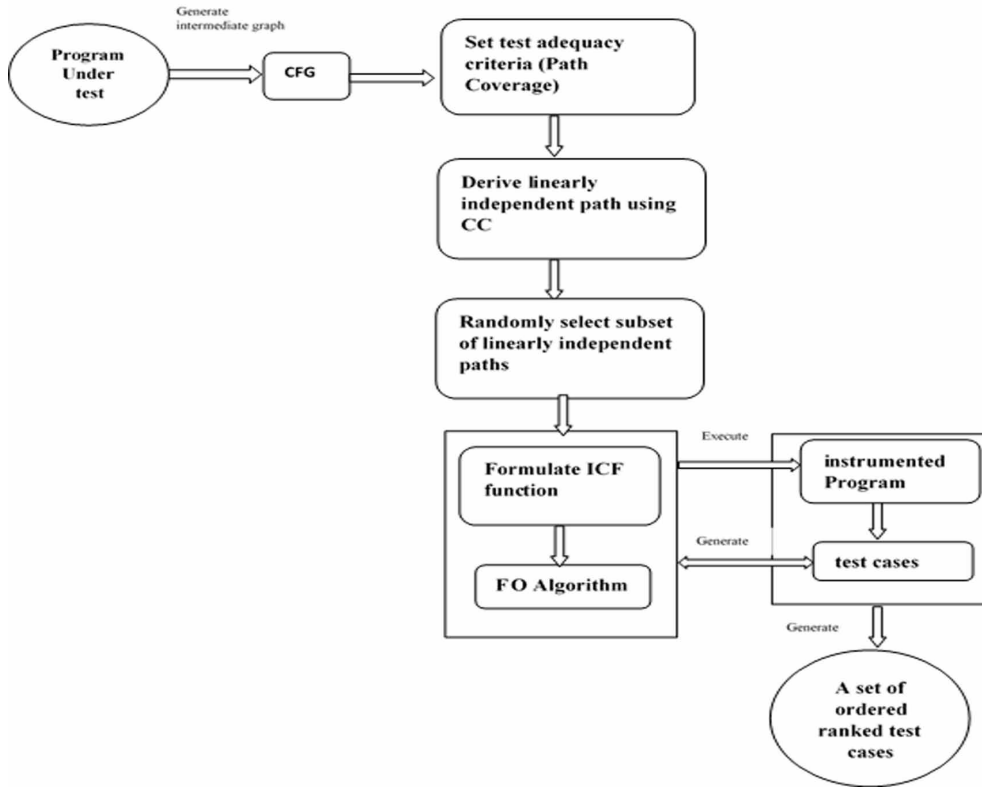 Generate
intermediate graph
Program
Under
test
CFG
Set test adequacy
criteria (Path
Coverage)
Derive linearly
independent path using
CC
Randomly select subset
of linearly independent
paths
Formulate ICF
function
FO Algorithm
Execute
instrumented
Program
Generate
test cases
Generate
A set of
ordered
ranked test
cases